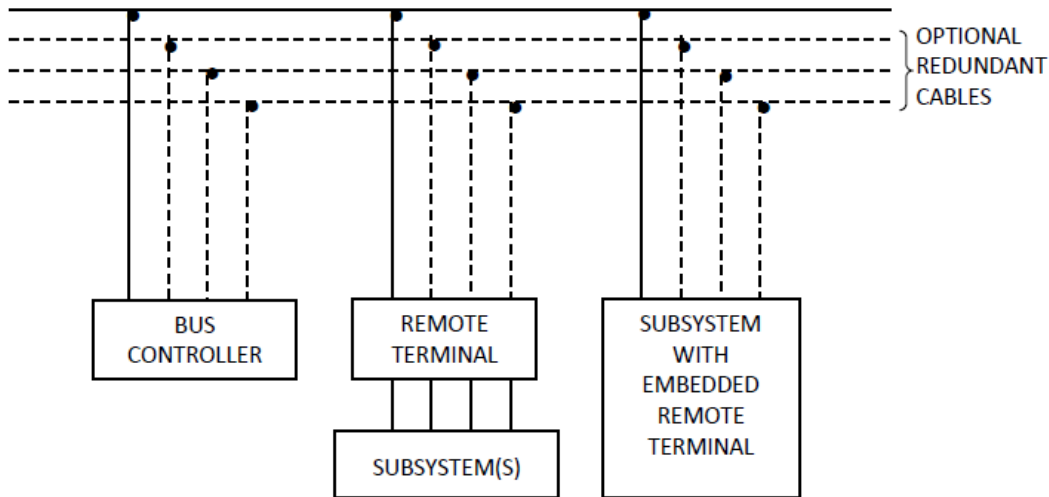 OPTIONAL
REDUNDANT
CABLES
BUS
CONTROLLER
REMOTE
TERMINAL
SUBSYSTEM(S)
SUBSYSTEM
WITH
EMBEDDED
REMOTE
TERMINAL